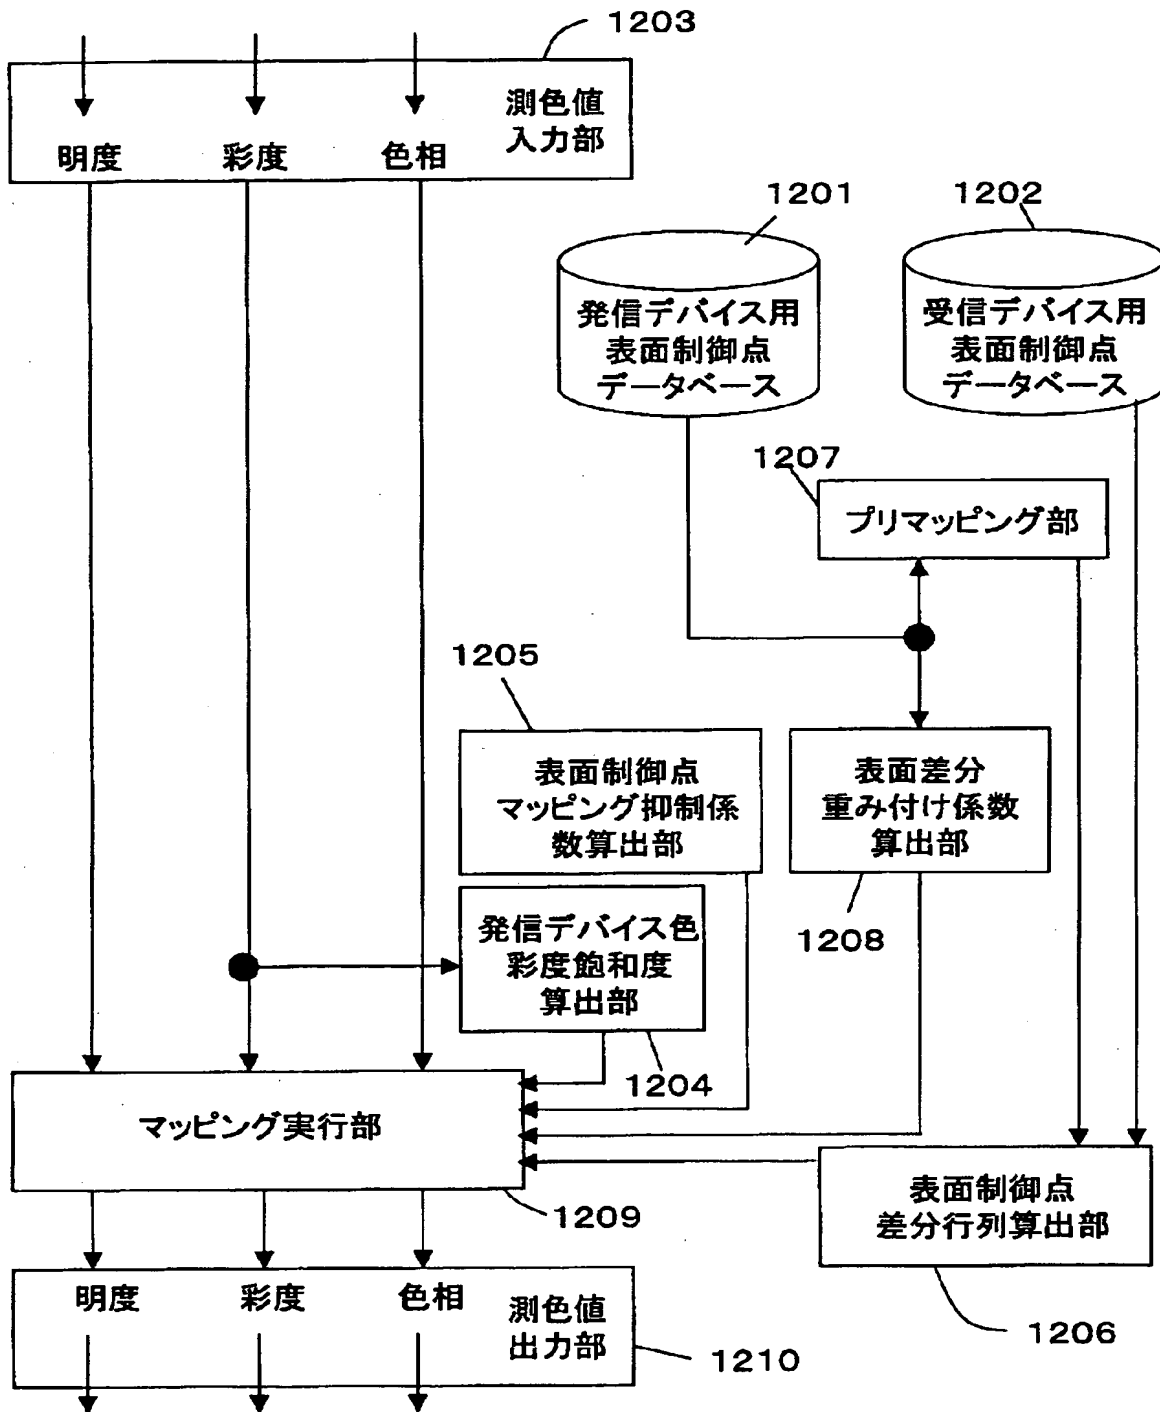 1203
測色値
入力部
明度
彩度
色相
1201
1202
発信デバイス用
表面制御点
データベース
受信デバイス用
表面制御点
データベース
1207
プリマッピング部
1205
表面制御点
マッピング抑制係
数算出部
表面差分
重み付け係数
算出部
1208
発信デバイス色
彩度飽和度
算出部
1204
マッピング実行部
1209
表面制御点
差分行列算出部
1206
明度
彩度
色相
測色値
出力部
1210